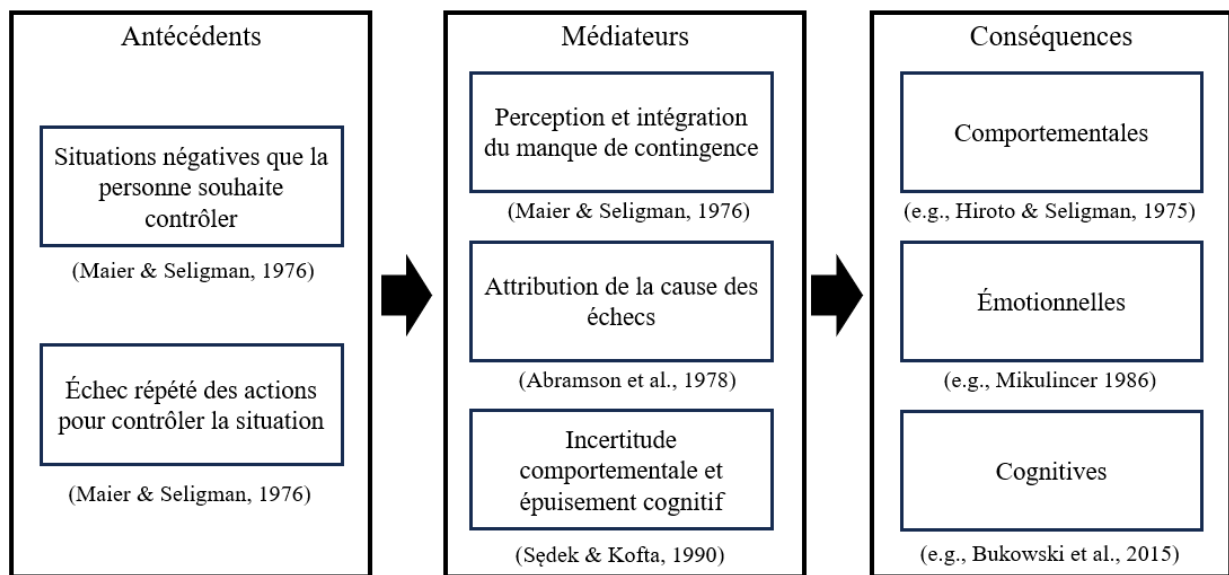 Antécédents
Situations négatives que la
personne souhaite
contrôler
(Maier & Seligman, 1976)
Échec répété des actions
pour contrôler la situation
(Maier & Seligman, 1976)
Médiateurs
Perception et intégration
du manque de contingence
(Maier & Seligman, 1976)
Attribution de la cause des
échecs
(Abramson et al., 1978)
Incertitude
comportementale et
épuisement cognitif
(Sędek & Kofta, 1990)
Conséquences
Comportementales
(e.g., Hiroto & Seligman, 1975)
Émotionnelles
(e.g., Mikulincer 1986)
Cognitives
(e.g., Bukowski et al., 2015)